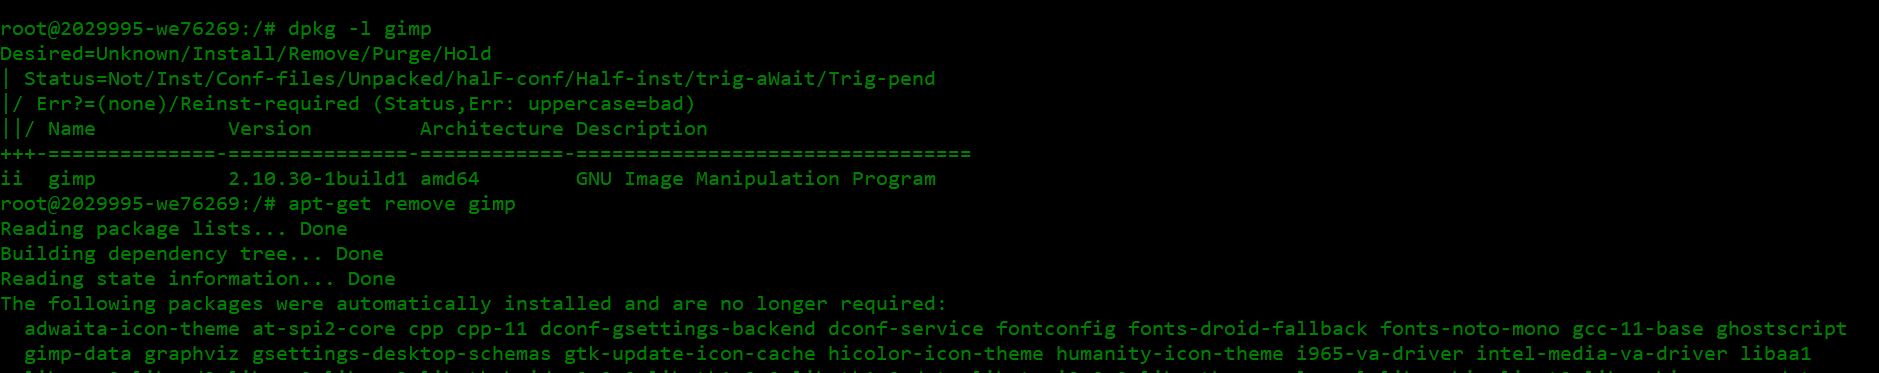 root@2029995-we76269:/# dpkg -l gimp
Desired=Unknown/Install/Remove/Purge/Hold
| Status=Not/Inst/Conf-files/Unpacked/halF-conf/Half-inst/trig-aWait/Trig-pend
|/ Err?=(none)/Reinst-required (Status,Err: uppercase=bad)
||/ Name           Version         Architecture Description
+++-==============-===============-============-=================================
ii  gimp           2.10.30-1build1 amd64        GNU Image Manipulation Program
root@2029995-we76269:/# apt-get remove gimp
Reading package lists... Done
Building dependency tree... Done
Reading state information... Done
The following packages were automatically installed and are no longer required:
  adwaita-icon-theme at-spi2-core cpp cpp-11 dconf-gsettings-backend dconf-service fontconfig fonts-droid-fallback fonts-noto-mono gcc-11-base ghostscript
  gimp-data graphviz gsettings-desktop-schemas gtk-update-icon-cache hicolor-icon-theme humanity-icon-theme i965-va-driver intel-media-va-driver libaa1